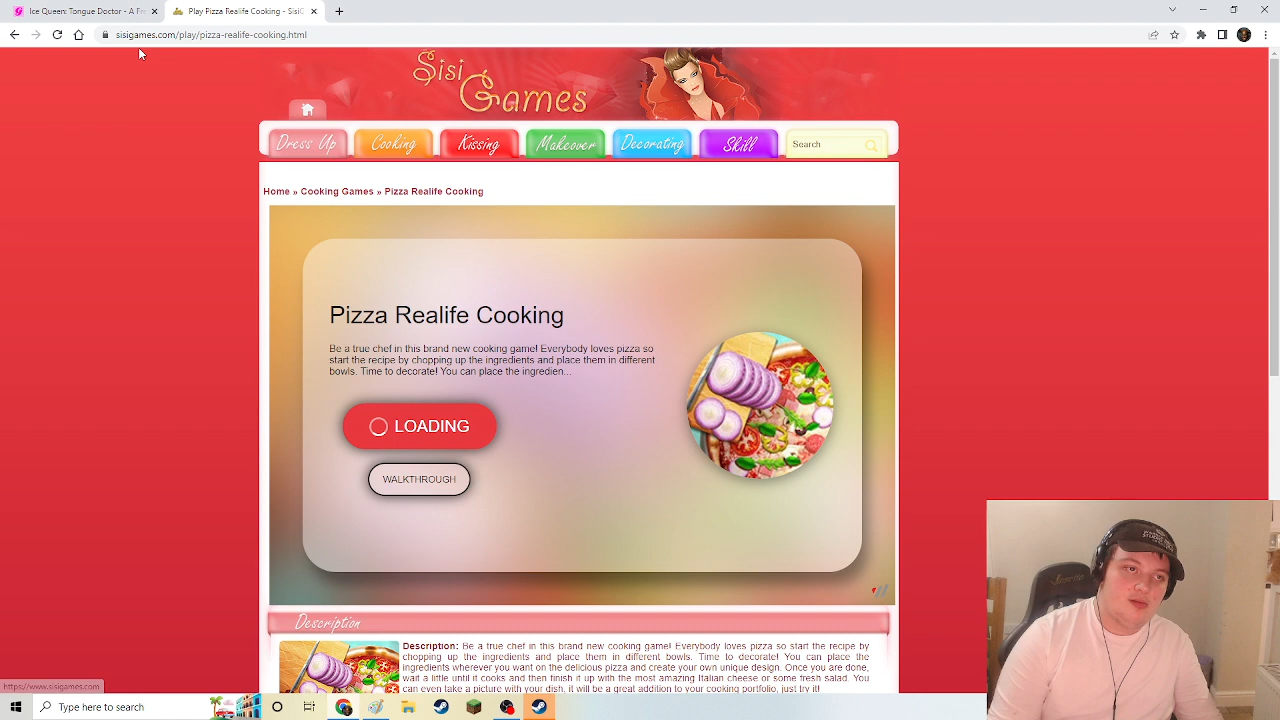 Ice Queen: Tongue Doctor - A Fre
Play Pizza Realife Cooking - SisiG
sisigames.com/play/pizza-realife-cooking.html
Sisi
Games
Dress Up
Cooking
Kissing
Makeover
Decorating
Skill
Search
Home » Cooking Games » Pizza Realife Cooking
Pizza Realife Cooking
Be a true chef in this brand new cooking game! Everybody loves pizza so
start the recipe by chopping up the ingredients and place them in different
bowls. Time to decorate! You can place the ingredien...
LOADING
WALKTHROUGH
Description
Description: Be a true chef in this brand new cooking game! Everybody loves pizza so start the recipe by
chopping up the ingredients and place them in different bowls. Time to decorate! You can place the
ingredients wherever you want on the delicious pizza and create your own unique design. Once you are done,
wait a little until it cooks and then finish it up with the most amazing Italian cheese or some fresh salad. You
can even take a picture with your dish, it will be a great addition to your cooking portfolio, just try it!
https://www.sisigames.com
Type here to search